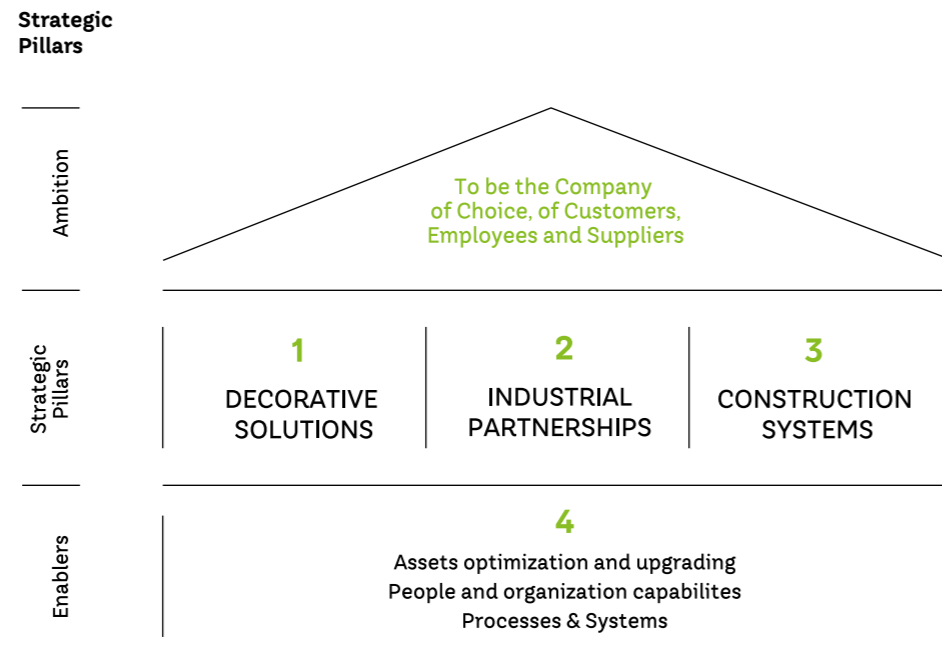 Strategic
Pillars
Ambition
To be the Company
of Choice, of Customers,
Employees and Suppliers
Strategic
Pillars
1
DECORATIVE
SOLUTIONS
2
INDUSTRIAL
PARTNERSHIPS
3
CONSTRUCTION
SYSTEMS
Enablers
4
Assets optimization and upgrading
People and organization capabilites
Processes & Systems